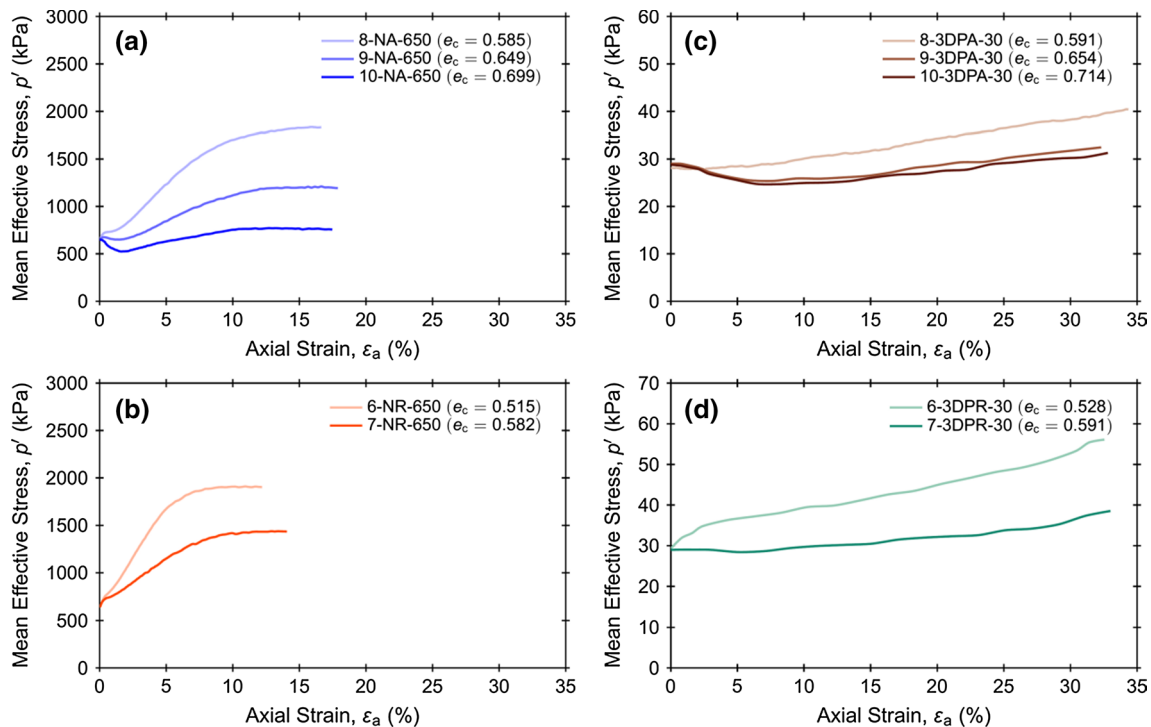 (a)
8-NA-650 (ec = 0.585)
9-NA-650 (ec = 0.649)
10-NA-650 (ec = 0.699)
3000
2500
2000
1500
1000
500
0
Mean Effective Stress, p′ (kPa)
0 5 10 15 20 25 30 35
Axial Strain, εa (%)
(c)
8-3DPA-30 (ec = 0.591)
9-3DPA-30 (ec = 0.654)
10-3DPA-30 (ec = 0.714)
60
50
40
30
20
10
0
Mean Effective Stress, p′ (kPa)
0 5 10 15 20 25 30 35
Axial Strain, εa (%)
(b)
6-NR-650 (ec = 0.515)
7-NR-650 (ec = 0.582)
3000
2500
2000
1500
1000
500
0
Mean Effective Stress, p′ (kPa)
0 5 10 15 20 25 30 35
Axial Strain, εa (%)
(d)
6-3DPR-30 (ec = 0.528)
7-3DPR-30 (ec = 0.591)
70
60
50
40
30
20
10
0
Mean Effective Stress, p′ (kPa)
0 5 10 15 20 25 30 35
Axial Strain, εa (%)